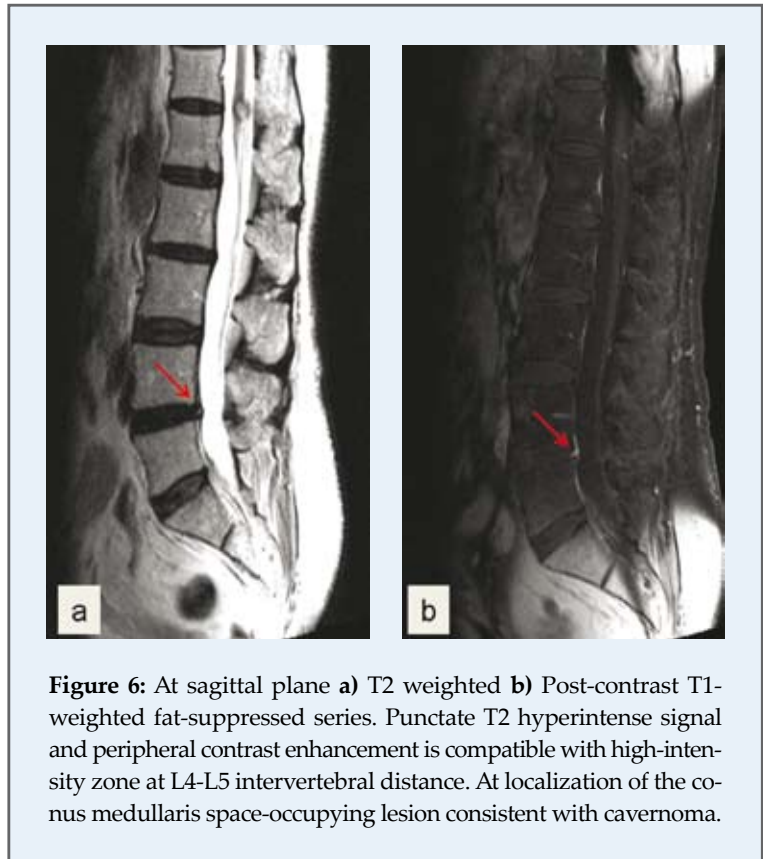 a
b
Figure 6: At sagittal plane a) T2 weighted b) Post-contrast T1-
weighted fat-suppressed series. Punctate T2 hyperintense signal
and peripheral contrast enhancement is compatible with high-inten-
sity zone at L4-L5 intervertebral distance. At localization of the co-
nus medullaris space-occupying lesion consistent with cavernoma.